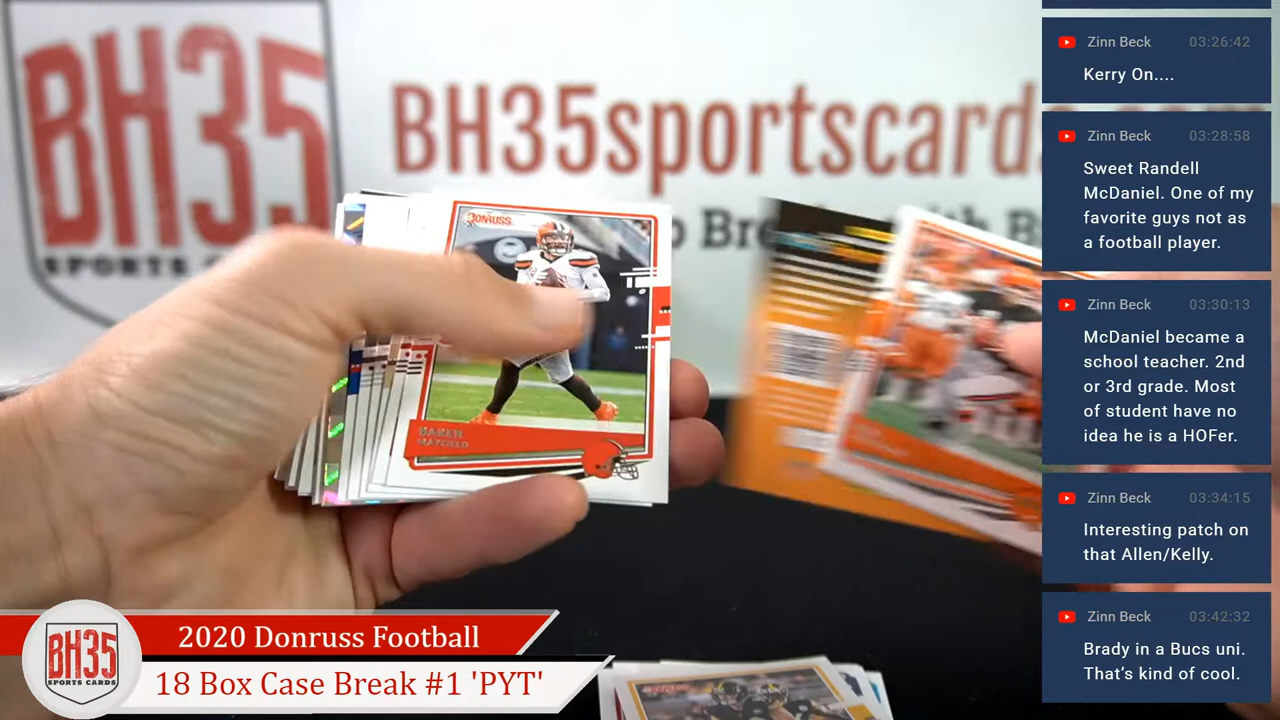 BH35
SPORTS C
BH35sportscards.com
DONRUSS
BAKER
MAYFIELD
Zinn Beck 03:26:42
Kerry On....
Zinn Beck 03:28:58
Sweet Randell
McDaniel. One of my
favorite guys not as
a football player.
Zinn Beck 03:30:13
McDaniel became a
school teacher. 2nd
or 3rd grade. Most
of student have no
idea he is a HOFer.
Zinn Beck 03:34:15
Interesting patch on
that Allen/Kelly.
Zinn Beck 03:42:32
Brady in a Bucs uni.
That's kind of cool.
BH35
SPORTS CARDS
2020 Donruss Football
18 Box Case Break #1 'PYT'